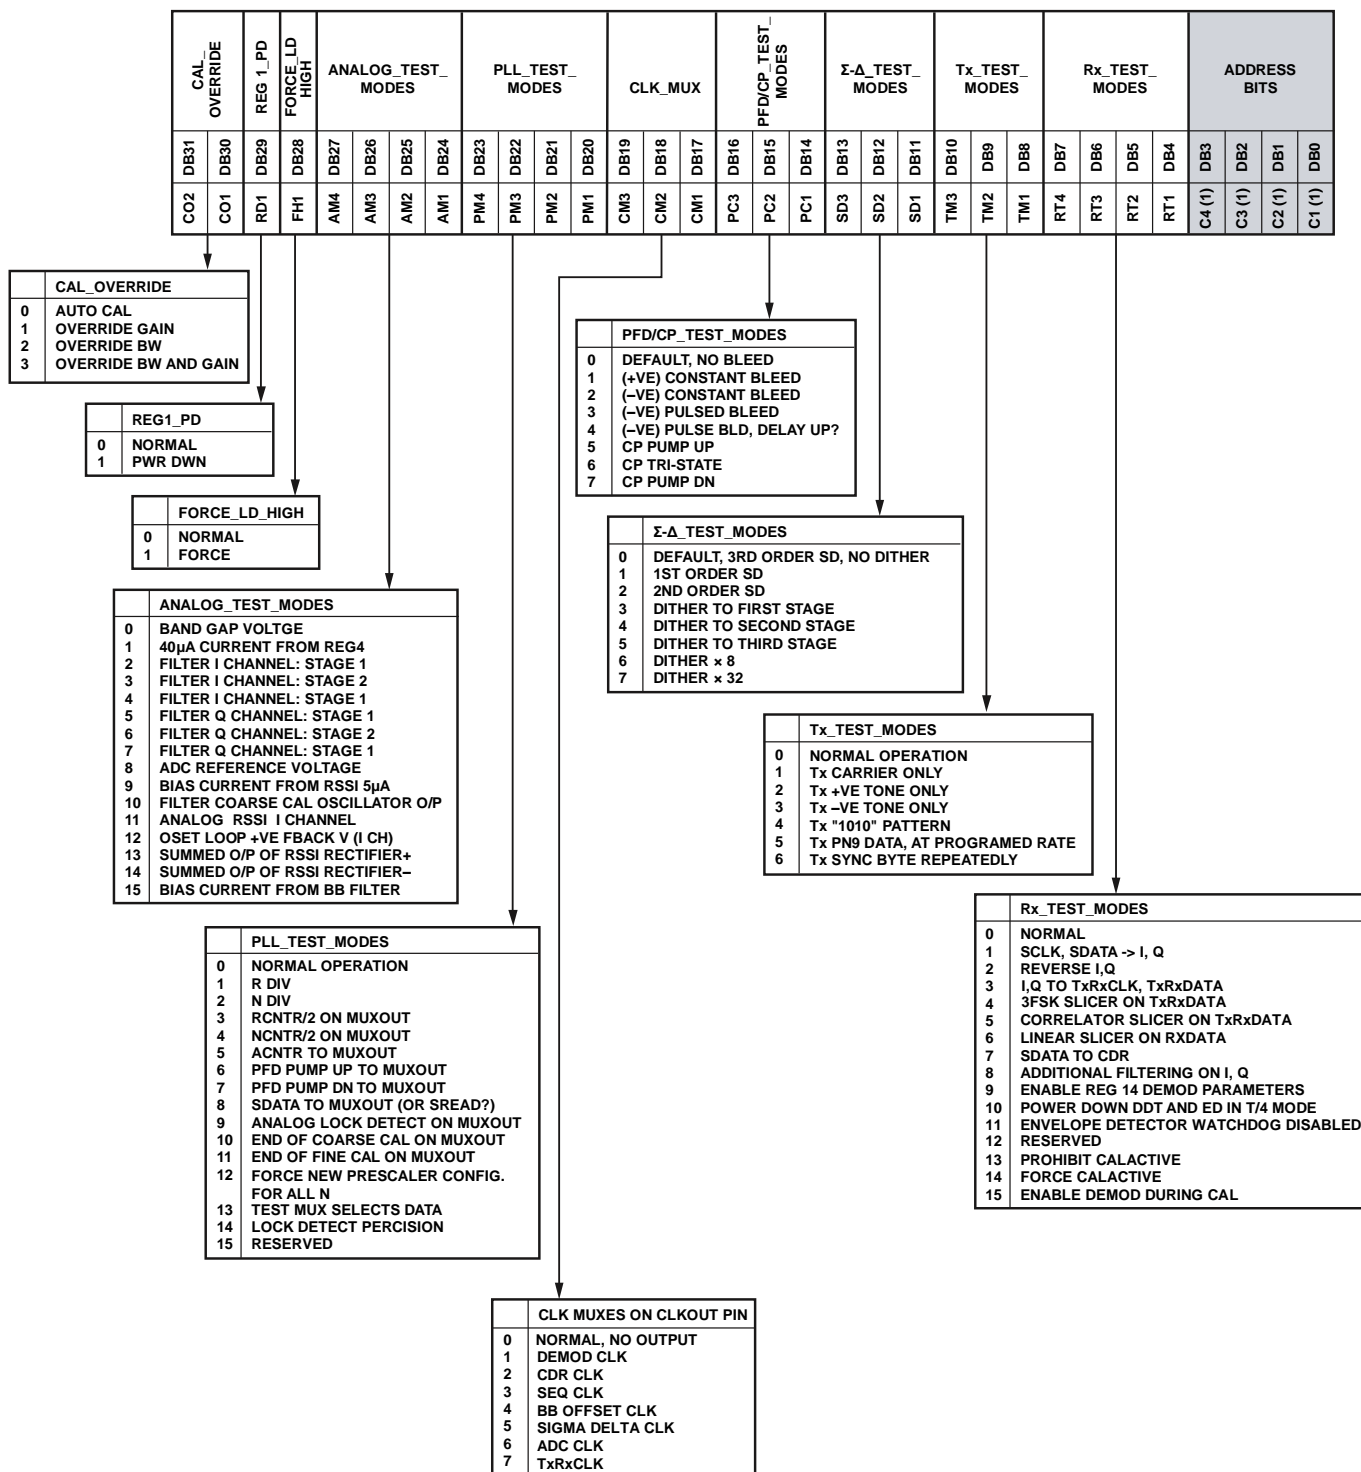 CAL_
OVERRIDE
REG 1_PD
FORCE_LD
HIGH
ANALOG_TEST_
MODES
PLL_TEST_
MODES
CLK_MUX
PFD/CP_TEST_
MODES
Σ-Δ_TEST_
MODES
Tx_TEST_
MODES
Rx_TEST_
MODES
ADDRESS
BITS
DB31 DB30 DB29 DB28 DB27 DB26 DB25 DB24 DB23 DB22 DB21 DB20 DB19 DB18 DB17 DB16 DB15 DB14 DB13 DB12 DB11 DB10 DB9 DB8 DB7 DB6 DB5 DB4 DB3 DB2 DB1 DB0
CO2 CO1 RD1 FH1 AM4 AM3 AM2 AM1 PM4 PM3 PM2 PM1 CM3 CM2 CM1 PC3 PC2 PC1 SD3 SD2 SD1 TM3 TM2 TM1 RT4 RT3 RT2 RT1 C4 (1) C3 (1) C2 (1) C1 (1)
CAL_OVERRIDE
0 AUTO CAL
1 OVERRIDE GAIN
2 OVERRIDE BW
3 OVERRIDE BW AND GAIN
REG1_PD
0 NORMAL
1 PWR DWN
FORCE_LD_HIGH
0 NORMAL
1 FORCE
ANALOG_TEST_MODES
0 BAND GAP VOLTGE
1 40µA CURRENT FROM REG4
2 FILTER I CHANNEL: STAGE 1
3 FILTER I CHANNEL: STAGE 2
4 FILTER I CHANNEL: STAGE 1
5 FILTER Q CHANNEL: STAGE 1
6 FILTER Q CHANNEL: STAGE 2
7 FILTER Q CHANNEL: STAGE 1
8 ADC REFERENCE VOLTAGE
9 BIAS CURRENT FROM RSSI 5µA
10 FILTER COARSE CAL OSCILLATOR O/P
11 ANALOG RSSI I CHANNEL
12 OSET LOOP +VE FBACK V (I CH)
13 SUMMED O/P OF RSSI RECTIFIER+
14 SUMMED O/P OF RSSI RECTIFIER–
15 BIAS CURRENT FROM BB FILTER
PLL_TEST_MODES
0 NORMAL OPERATION
1 R DIV
2 N DIV
3 RCNTR/2 ON MUXOUT
4 NCNTR/2 ON MUXOUT
5 ACNTR TO MUXOUT
6 PFD PUMP UP TO MUXOUT
7 PFD PUMP DN TO MUXOUT
8 SDATA TO MUXOUT (OR SREAD?)
9 ANALOG LOCK DETECT ON MUXOUT
10 END OF COARSE CAL ON MUXOUT
11 END OF FINE CAL ON MUXOUT
12 FORCE NEW PRESCALER CONFIG.
FOR ALL N
13 TEST MUX SELECTS DATA
14 LOCK DETECT PERCISION
15 RESERVED
CLK MUXES ON CLKOUT PIN
0 NORMAL, NO OUTPUT
1 DEMOD CLK
2 CDR CLK
3 SEQ CLK
4 BB OFFSET CLK
5 SIGMA DELTA CLK
6 ADC CLK
7 TxRxCLK
PFD/CP_TEST_MODES
0 DEFAULT, NO BLEED
1 (+VE) CONSTANT BLEED
2 (–VE) CONSTANT BLEED
3 (–VE) PULSED BLEED
4 (–VE) PULSE BLD, DELAY UP?
5 CP PUMP UP
6 CP TRI-STATE
7 CP PUMP DN
Σ-Δ_TEST_MODES
0 DEFAULT, 3RD ORDER SD, NO DITHER
1 1ST ORDER SD
2 2ND ORDER SD
3 DITHER TO FIRST STAGE
4 DITHER TO SECOND STAGE
5 DITHER TO THIRD STAGE
6 DITHER × 8
7 DITHER × 32
Tx_TEST_MODES
0 NORMAL OPERATION
1 Tx CARRIER ONLY
2 Tx +VE TONE ONLY
3 Tx –VE TONE ONLY
4 Tx "1010" PATTERN
5 Tx PN9 DATA, AT PROGRAMED RATE
6 Tx SYNC BYTE REPEATEDLY
Rx_TEST_MODES
0 NORMAL
1 SCLK, SDATA -> I, Q
2 REVERSE I,Q
3 I,Q TO TxRxCLK, TxRxDATA
4 3FSK SLICER ON TxRxDATA
5 CORRELATOR SLICER ON TxRxDATA
6 LINEAR SLICER ON RXDATA
7 SDATA TO CDR
8 ADDITIONAL FILTERING ON I, Q
9 ENABLE REG 14 DEMOD PARAMETERS
10 POWER DOWN DDT AND ED IN T/4 MODE
11 ENVELOPE DETECTOR WATCHDOG DISABLED
12 RESERVED
13 PROHIBIT CALACTIVE
14 FORCE CALACTIVE
15 ENABLE DEMOD DURING CAL